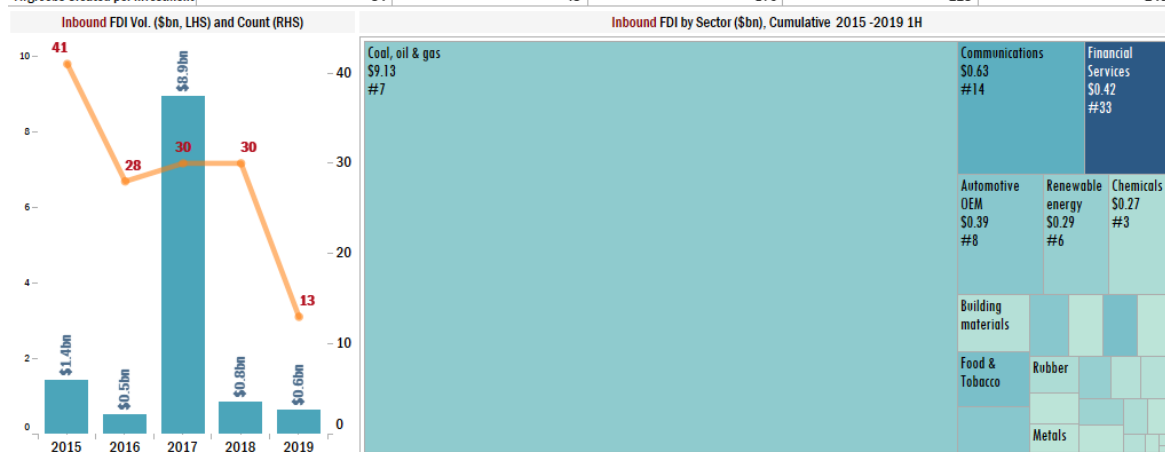 Inbound FDI Vol. ($bn, LHS) and Count (RHS)
Inbound FDI by Sector ($bn), Cumulative 2015 -2019 1H
10
8
6
4
2
0
41
28
30
30
13
$1.4bn
$0.5bn
$8.9bn
$0.8bn
$0.6bn
40
30
20
10
0
2015
2016
2017
2018
2019
Coal, oil & gas
$9.13
#7
Communications
$0.63
#14
Financial
Services
$0.42
#33
Automotive
OEM
$0.39
#8
Renewable
energy
$0.29
#6
Chemicals
$0.27
#3
Building
materials
Food &
Tobacco
Rubber
Metals